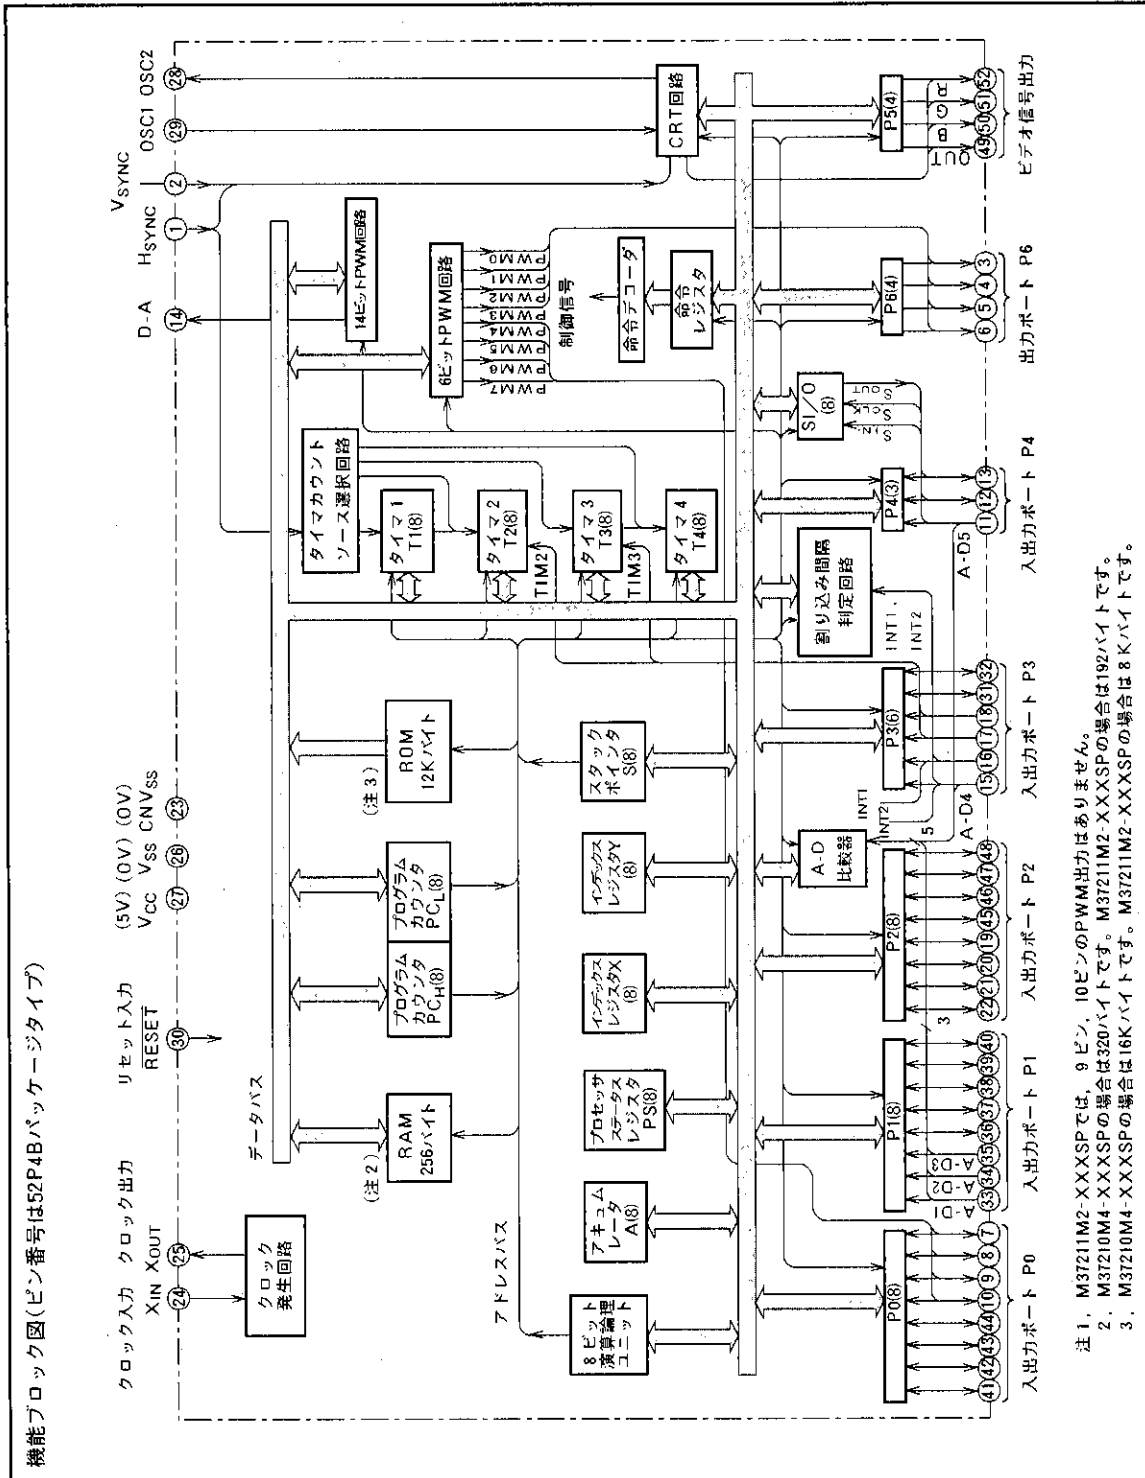 機能ブロック図(ピン番号は52P4Bパッケージタイプ)
クロック入力 クロック出力
XIN XOUT
リセット入力
RESET
(5V) (0V) (0V)
VCC VSS CNVSS
D-A
HSYNC
VSYNC
OSC1 OSC2
24
25
30
27
26
23
14
1
2
29
28
クロック
発生回路
データバス
(注2)
RAM
256バイト
プログラム
カウンタ
PCH(8)
プログラム
カウンタ
PCL(8)
(注3)
ROM
12Kバイト
タイマカウント
ソース選択回路
タイマ1
T1(8)
タイマ2
T2(8)
TIM2
タイマ3
T3(8)
TIM3
タイマ4
T4(8)
14ビットPWM回路
6ビットPWM回路
PWM7
PWM6
PWM5
PWM4
PWM3
PWM2
PWM1
PWM0
制御信号
命令デコーダ
命令
レジスタ
CRT回路
アドレスバス
8ビット
演算論理
ユニット
アキュム
レータ
A(8)
プロセッサ
ステータス
レジスタ
PS(8)
インデックス
レジスタX
(8)
インデックス
レジスタY
(8)
スタック
ポインタ
S(8)
A-D
比較器
割り込み間隔
判定回路
SI/O
(8)
INT1
INT2
5
INT1,
INT2
SIN
SCLK
SOUT
P0(8)
P1(8)
P2(8)
P3(6)
P4(3)
P6(4)
P5(4)
A-D1
A-D2
A-D3
3
A-D4
A-D5
OUT
B
G
R
41 42 43 44 10 9 8 7
33 34 35 36 37 38 39 40
22 21 20 19 45 46 47 48
15 16 17 18 31 32
11 12 13
6 5 4 3
49 50 51 52
入出力ポート P0
入出力ポート P1
入出力ポート P2
入出力ポート P3
入出力ポート P4
出力ポート P6
ビデオ信号出力
注1. M37211M2-XXXSPでは, 9ピン, 10ピンのPWM出力はありません。
2. M37210M4-XXXSPの場合は320バイトです。M37211M2-XXXSPの場合は192バイトです。
3. M37210M4-XXXSPの場合は16Kバイトです。M37211M2-XXXSPの場合は8Kバイトです。